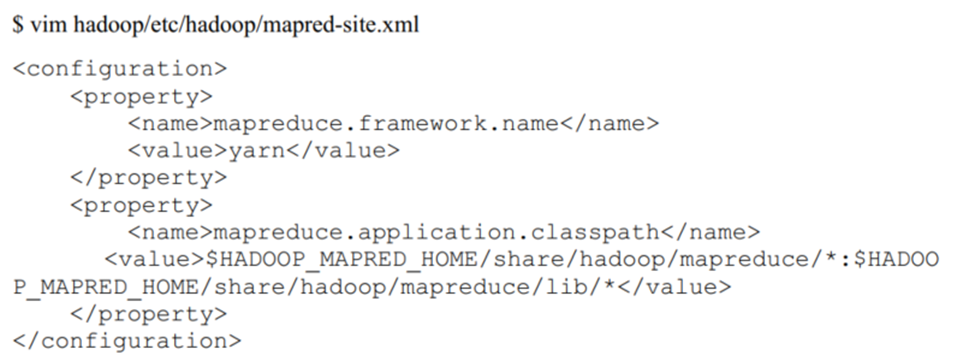 $ vim hadoop/etc/hadoop/mapred-site.xml
<configuration>
    <property>
        <name>mapreduce.framework.name</name>
        <value>yarn</value>
    </property>
    <property>
        <name>mapreduce.application.classpath</name>
      <value>$HADOOP_MAPRED_HOME/share/hadoop/mapreduce/*:$HADOO
P_MAPRED_HOME/share/hadoop/mapreduce/lib/*</value>
    </property>
</configuration>